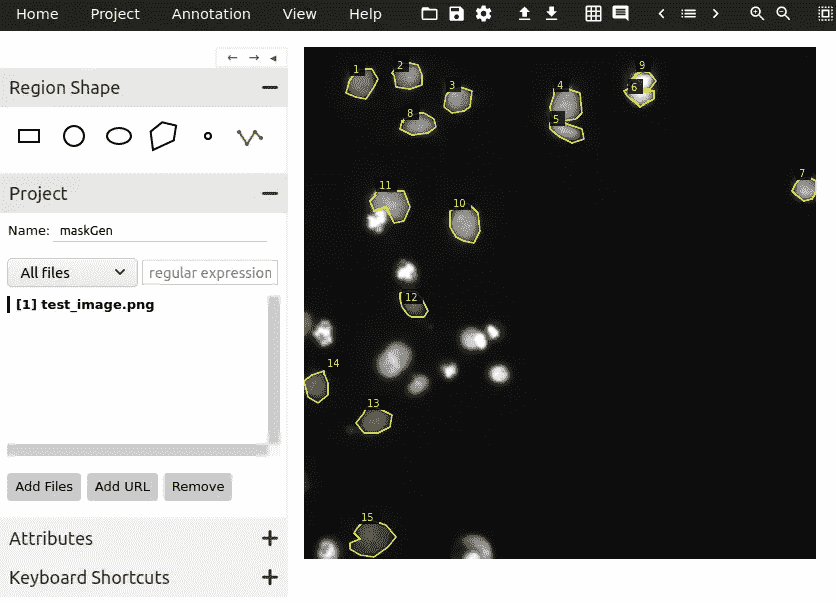 Home Project Annotation View Help
Region Shape
Project
Name: maskGen
All files regular expression
[1] test_image.png
Add Files Add URL Remove
Attributes
Keyboard Shortcuts
1 2 3 4 9
6
8 5
7
11 10
12
14
13
15